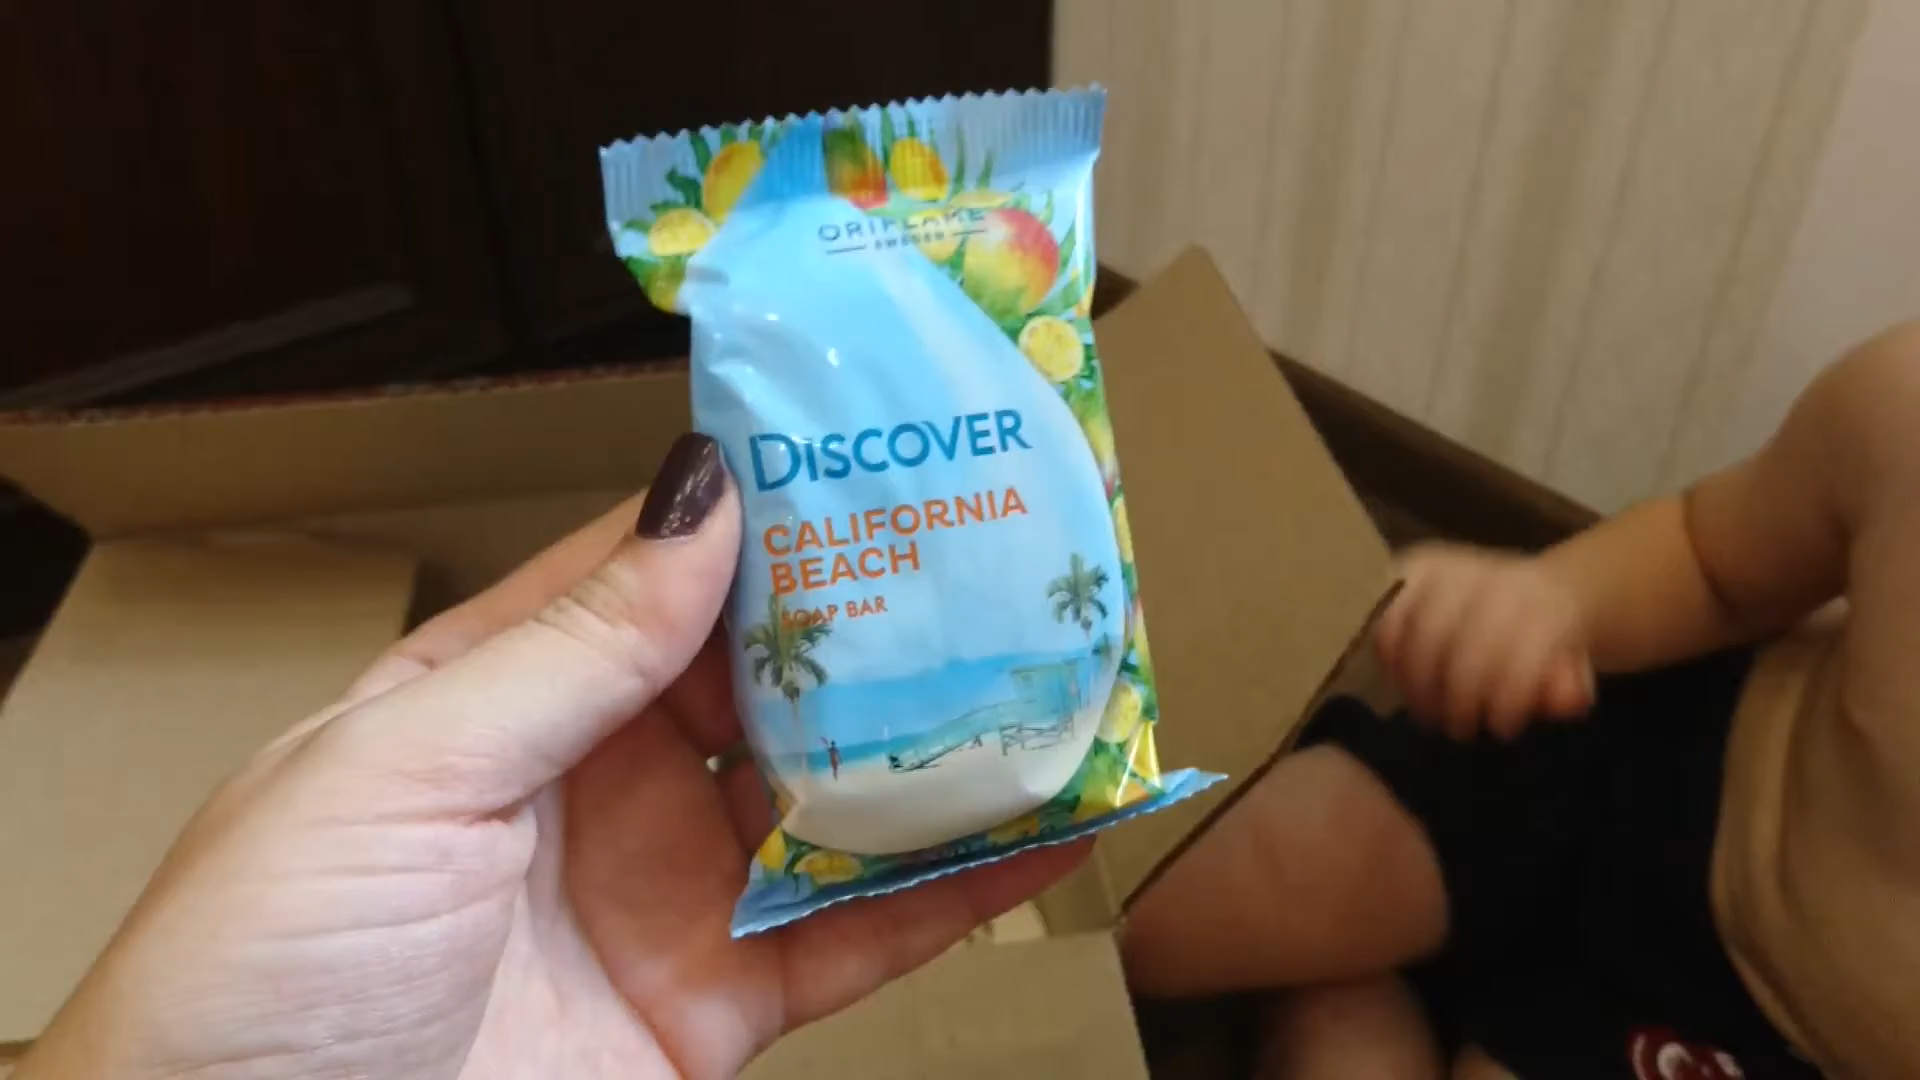 ORIFLAME
SWEDEN
DISCOVER
CALIFORNIA
BEACH
SOAP BAR